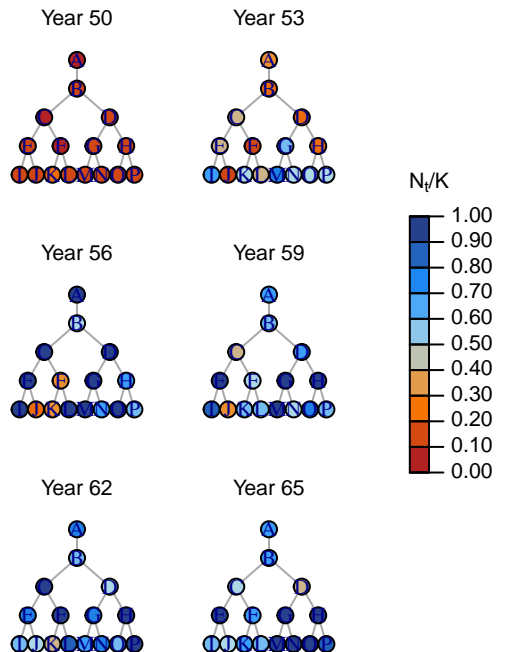 Year 50
A
B
C D
E F G H
I J K L M N O P
Year 53
A
B
C D
E F G H
I J K L M N O P
Year 56
A
B
C D
E F G H
I J K L M N O P
Year 59
A
B
C D
E F G H
I J K L M N O P
Year 62
A
B
C D
E F G H
I J K L M N O P
Year 65
A
B
C D
E F G H
I J K L M N O P
Nt/K
1.00
0.90
0.80
0.70
0.60
0.50
0.40
0.30
0.20
0.10
0.00